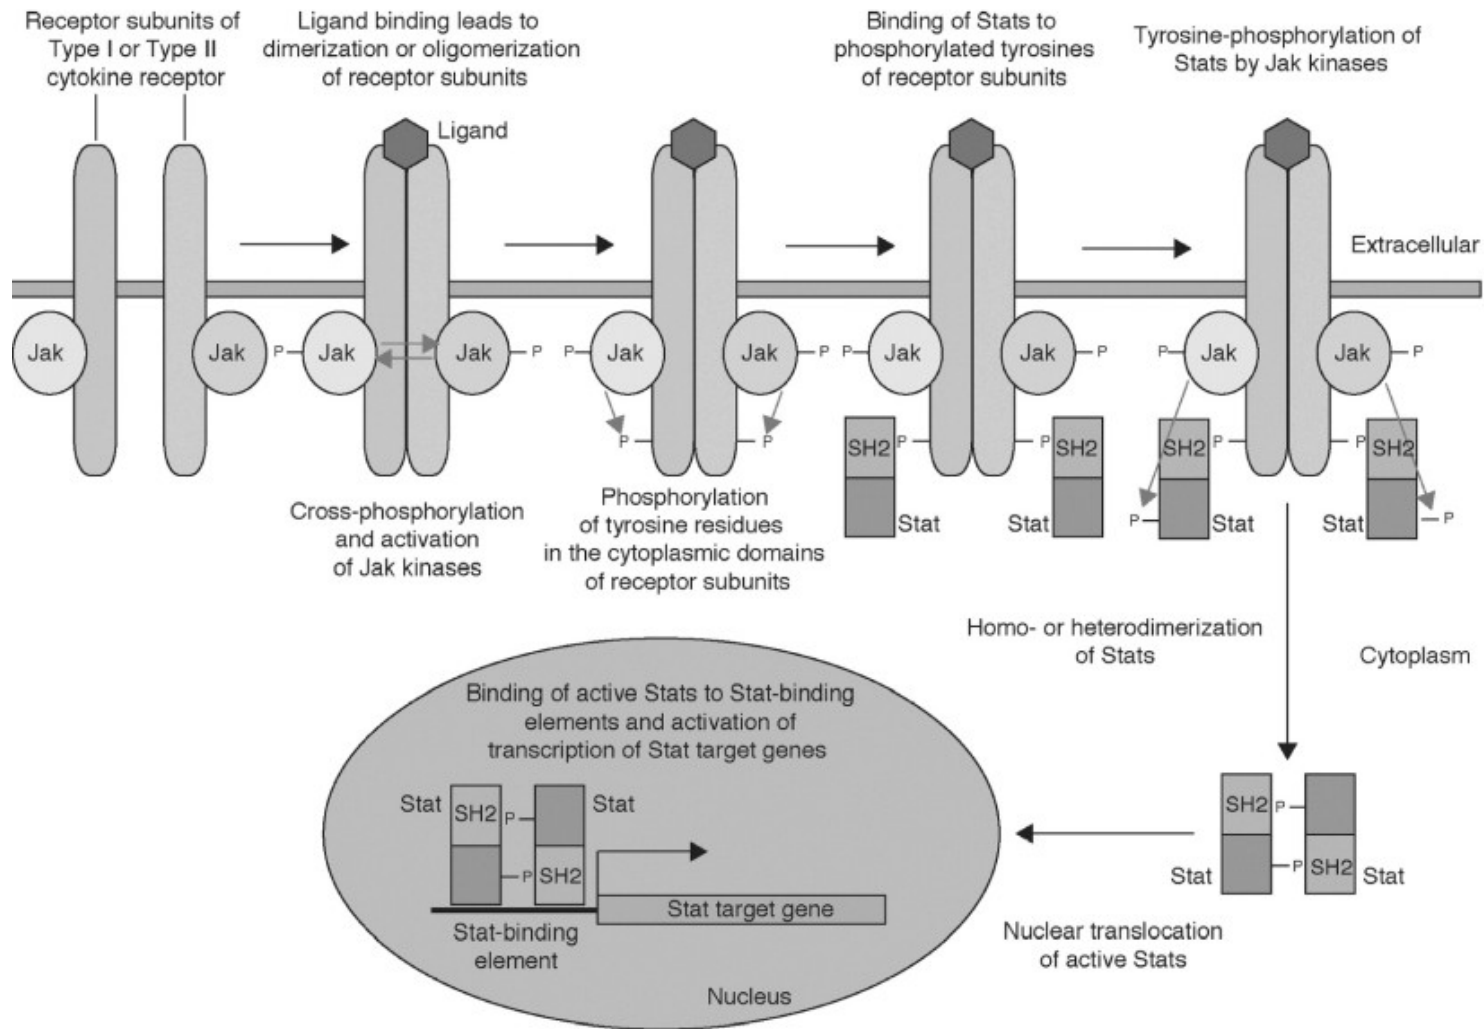 Receptor subunits of
Type I or Type II
cytokine receptor
Ligand binding leads to
dimerization or oligomerization
of receptor subunits
Binding of Stats to
phosphorylated tyrosines
of receptor subunits
Tyrosine-phosphorylation of
Stats by Jak kinases
Ligand
Extracellular
Jak
Jak
P
Jak
Jak
P
P
Jak
Jak
P
P
Jak
Jak
P
P
Jak
Jak
P
P
P
SH2
P
P
SH2
SH2
P
P
SH2
Stat
Stat
P
Stat
Stat
P
Cross-phosphorylation
and activation
of Jak kinases
Phosphorylation
of tyrosine residues
in the cytoplasmic domains
of receptor subunits
Homo- or heterodimerization
of Stats
Cytoplasm
Binding of active Stats to Stat-binding
elements and activation of
transcription of Stat target genes
Stat
SH2
P
Stat
P
SH2
Stat target gene
Stat-binding
element
Nucleus
SH2
P
Stat
P
SH2
Stat
Nuclear translocation
of active Stats